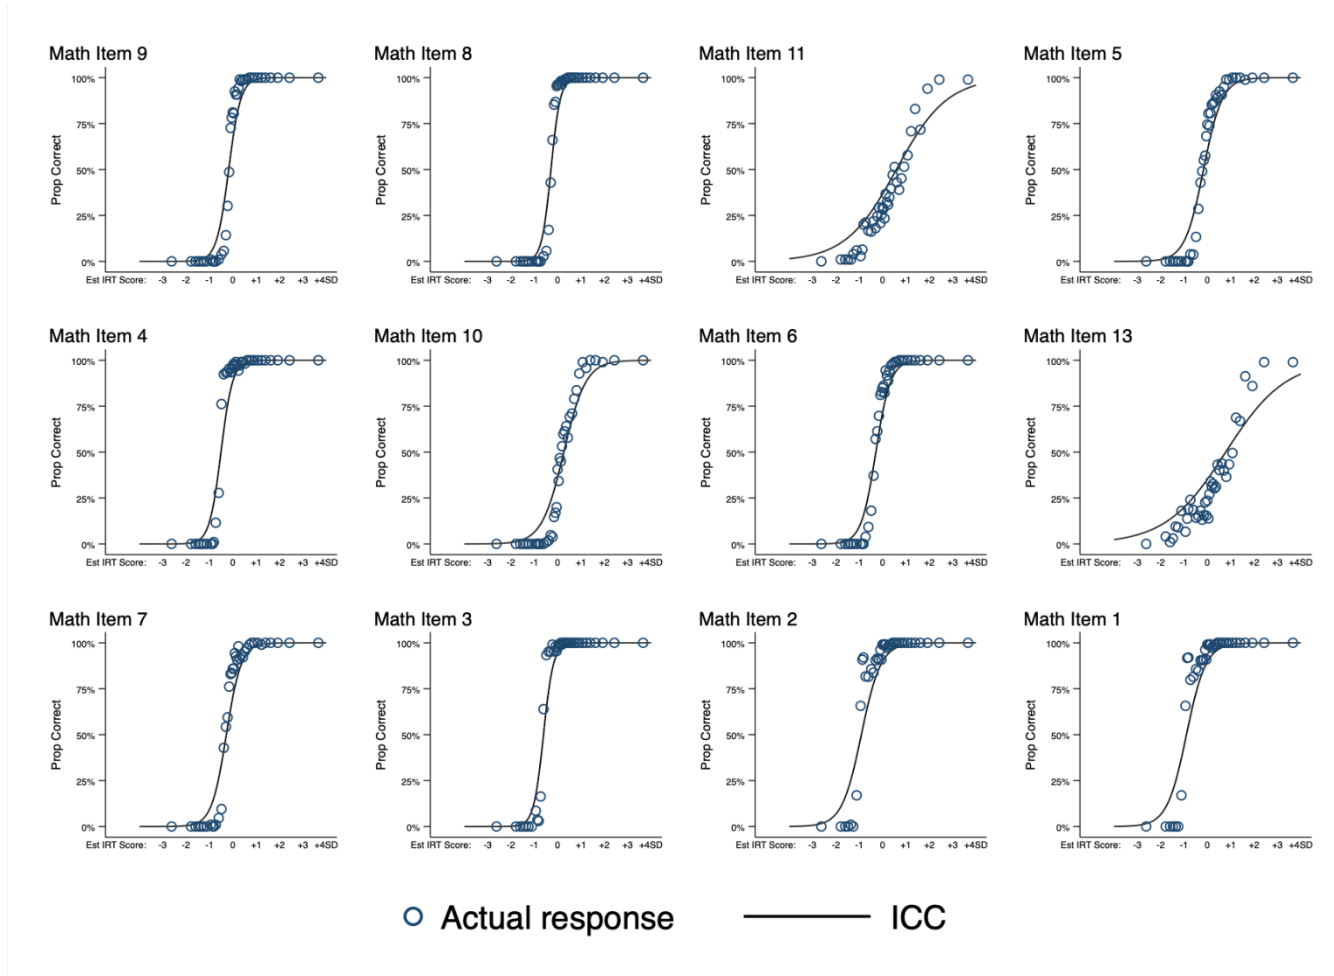 Math Item 9
Prop Correct
100%
75%
50%
25%
0%
Est IRT Score: -3 -2 -1 0 +1 +2 +3 +4SD
Math Item 8
Prop Correct
100%
75%
50%
25%
0%
Est IRT Score: -3 -2 -1 0 +1 +2 +3 +4SD
Math Item 11
Prop Correct
100%
75%
50%
25%
0%
Est IRT Score: -3 -2 -1 0 +1 +2 +3 +4SD
Math Item 5
Prop Correct
100%
75%
50%
25%
0%
Est IRT Score: -3 -2 -1 0 +1 +2 +3 +4SD
Math Item 4
Prop Correct
100%
75%
50%
25%
0%
Est IRT Score: -3 -2 -1 0 +1 +2 +3 +4SD
Math Item 10
Prop Correct
100%
75%
50%
25%
0%
Est IRT Score: -3 -2 -1 0 +1 +2 +3 +4SD
Math Item 6
Prop Correct
100%
75%
50%
25%
0%
Est IRT Score: -3 -2 -1 0 +1 +2 +3 +4SD
Math Item 13
Prop Correct
100%
75%
50%
25%
0%
Est IRT Score: -3 -2 -1 0 +1 +2 +3 +4SD
Math Item 7
Prop Correct
100%
75%
50%
25%
0%
Est IRT Score: -3 -2 -1 0 +1 +2 +3 +4SD
Math Item 3
Prop Correct
100%
75%
50%
25%
0%
Est IRT Score: -3 -2 -1 0 +1 +2 +3 +4SD
Math Item 2
Prop Correct
100%
75%
50%
25%
0%
Est IRT Score: -3 -2 -1 0 +1 +2 +3 +4SD
Math Item 1
Prop Correct
100%
75%
50%
25%
0%
Est IRT Score: -3 -2 -1 0 +1 +2 +3 +4SD
Actual response ICC